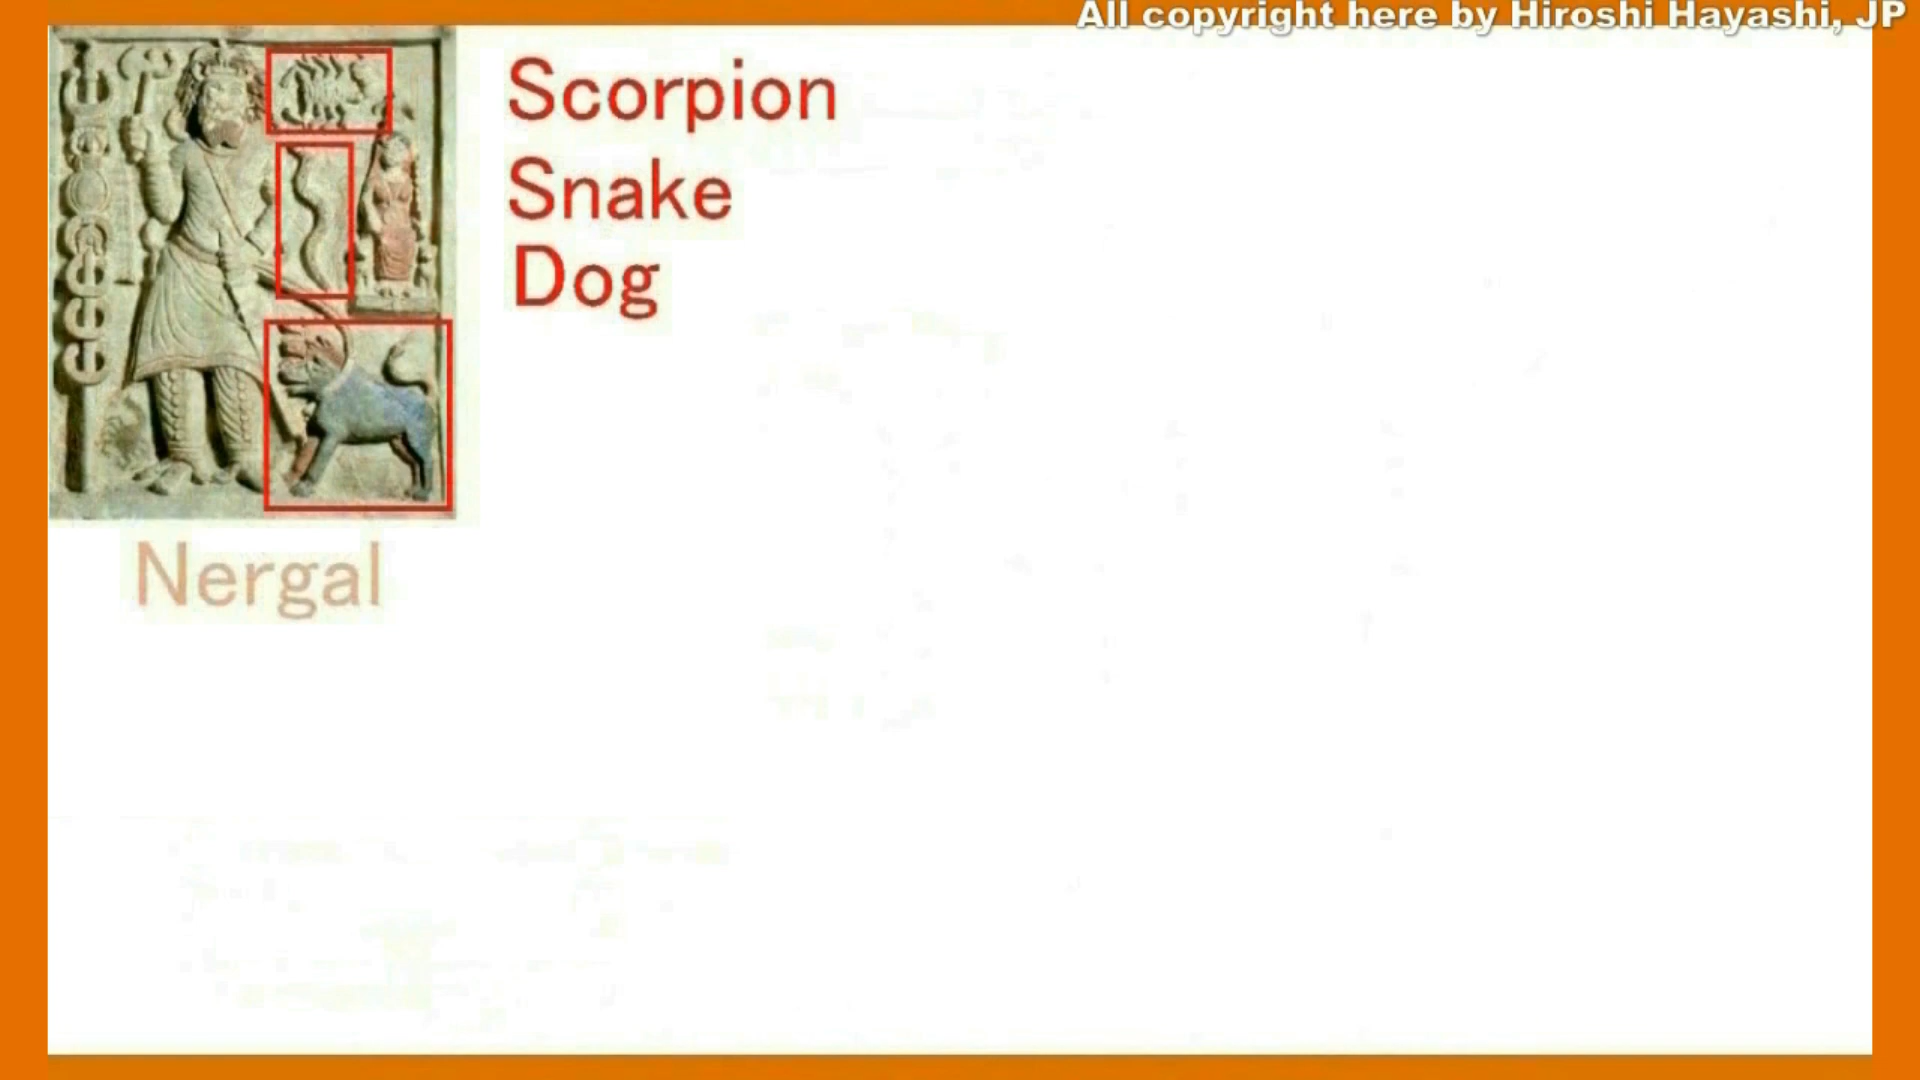 All copyright here by Hiroshi Hayashi, JP
Scorpion
Snake
Dog
Nergal